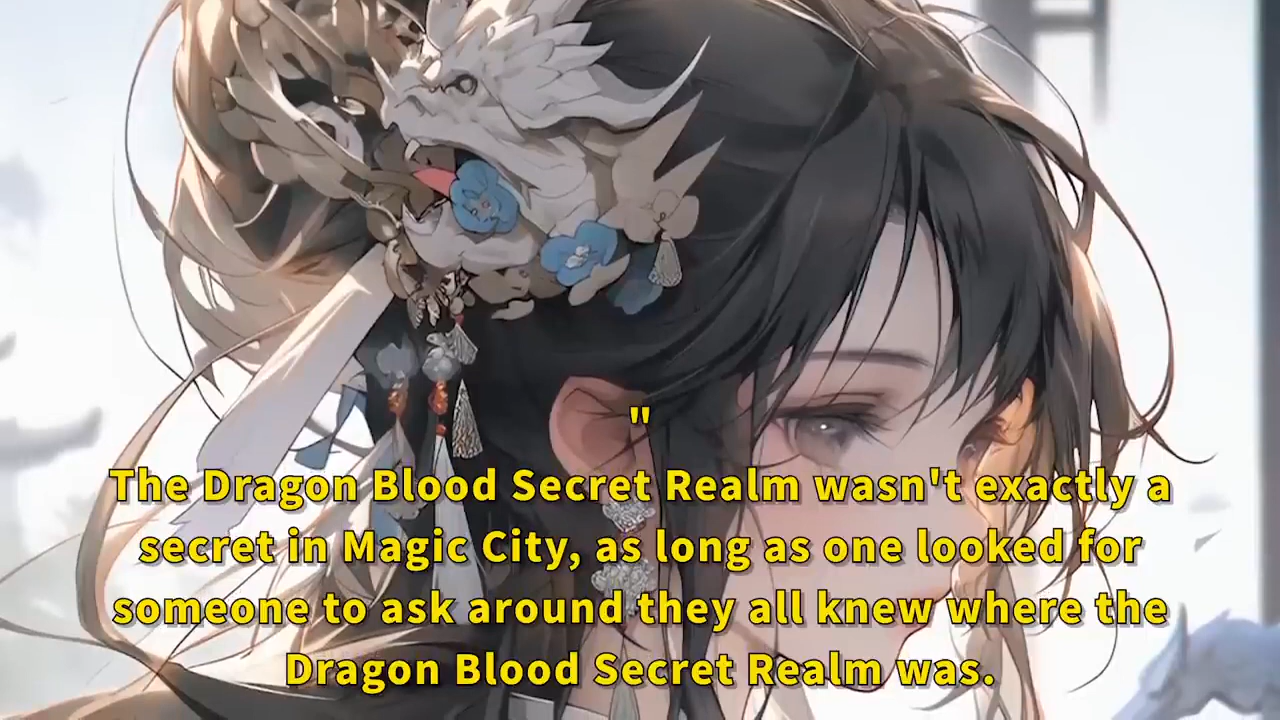 "
The Dragon Blood Secret Realm wasn't exactly a
secret in Magic City, as long as one looked for
someone to ask around they all knew where the
Dragon Blood Secret Realm was.